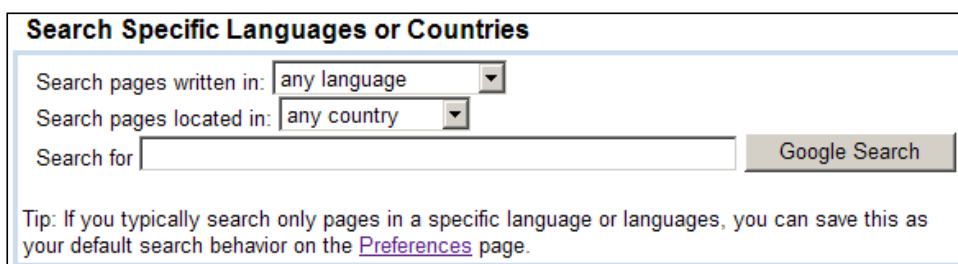 Search Specific Languages or Countries
Search pages written in: any language
Search pages located in: any country
Search for Google Search
Tip: If you typically search only pages in a specific language or languages, you can save this as
your default search behavior on the Preferences page.